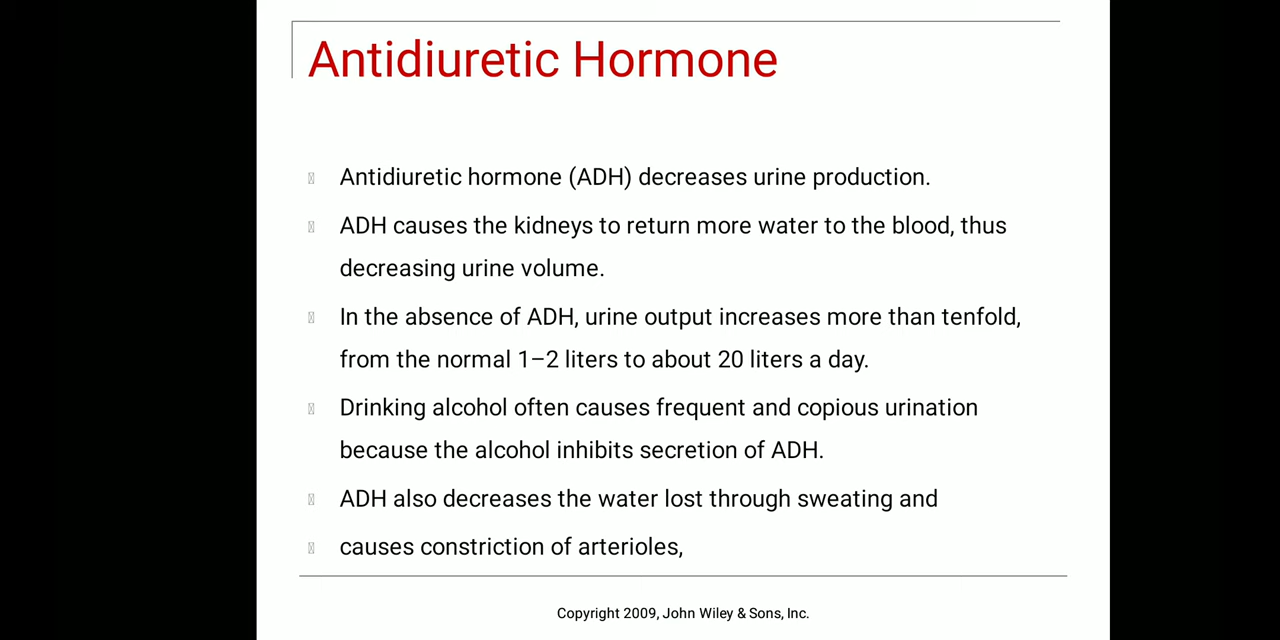 Antidiuretic Hormone
Antidiuretic hormone (ADH) decreases urine production.
ADH causes the kidneys to return more water to the blood, thus
decreasing urine volume.
In the absence of ADH, urine output increases more than tenfold,
from the normal 1–2 liters to about 20 liters a day.
Drinking alcohol often causes frequent and copious urination
because the alcohol inhibits secretion of ADH.
ADH also decreases the water lost through sweating and
causes constriction of arterioles,
Copyright 2009, John Wiley & Sons, Inc.